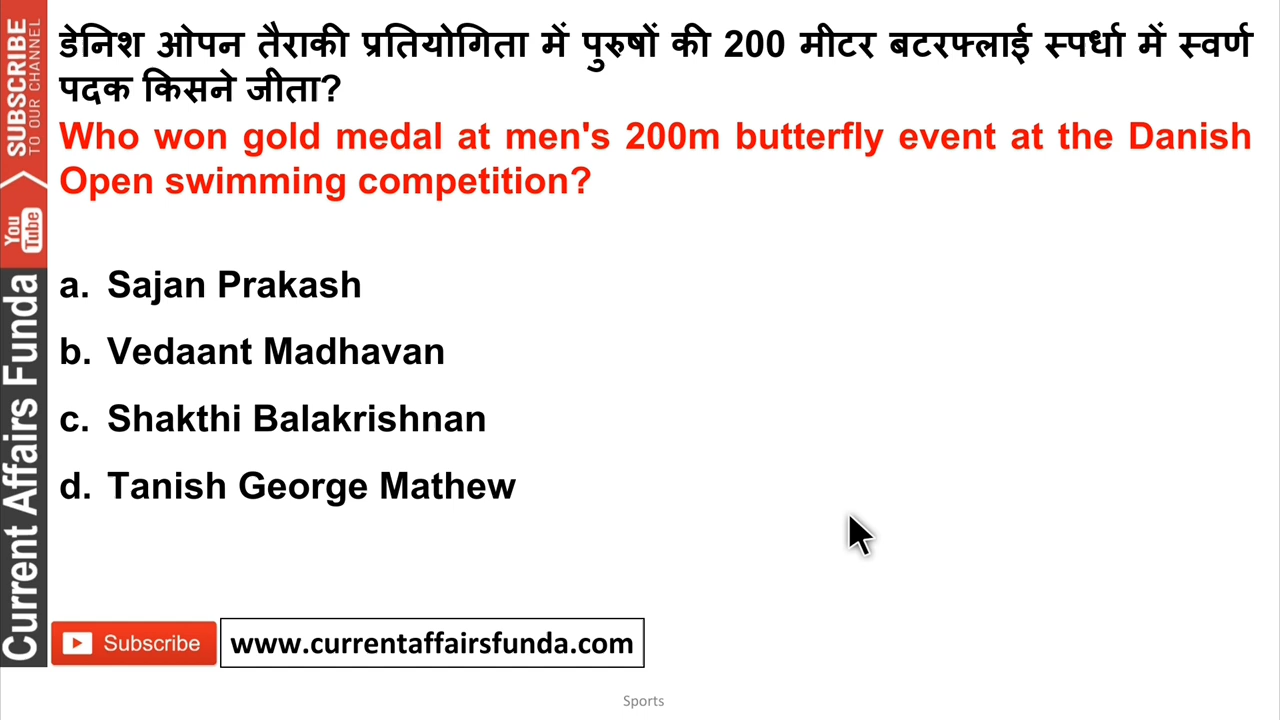 डेनिश ओपन तैराकी प्रतियोगिता में पुरुषों की 200 मीटर बटरफ्लाई स्पर्धा में स्वर्ण
पदक किसने जीता?
Who won gold medal at men's 200m butterfly event at the Danish
Open swimming competition?
a. Sajan Prakash
b. Vedaant Madhavan
c. Shakthi Balakrishnan
d. Tanish George Mathew
SUBSCRIBE
TO OUR CHANNEL
You
Tube
Current Affairs Funda
Subscribe
www.currentaffairsfunda.com
Sports